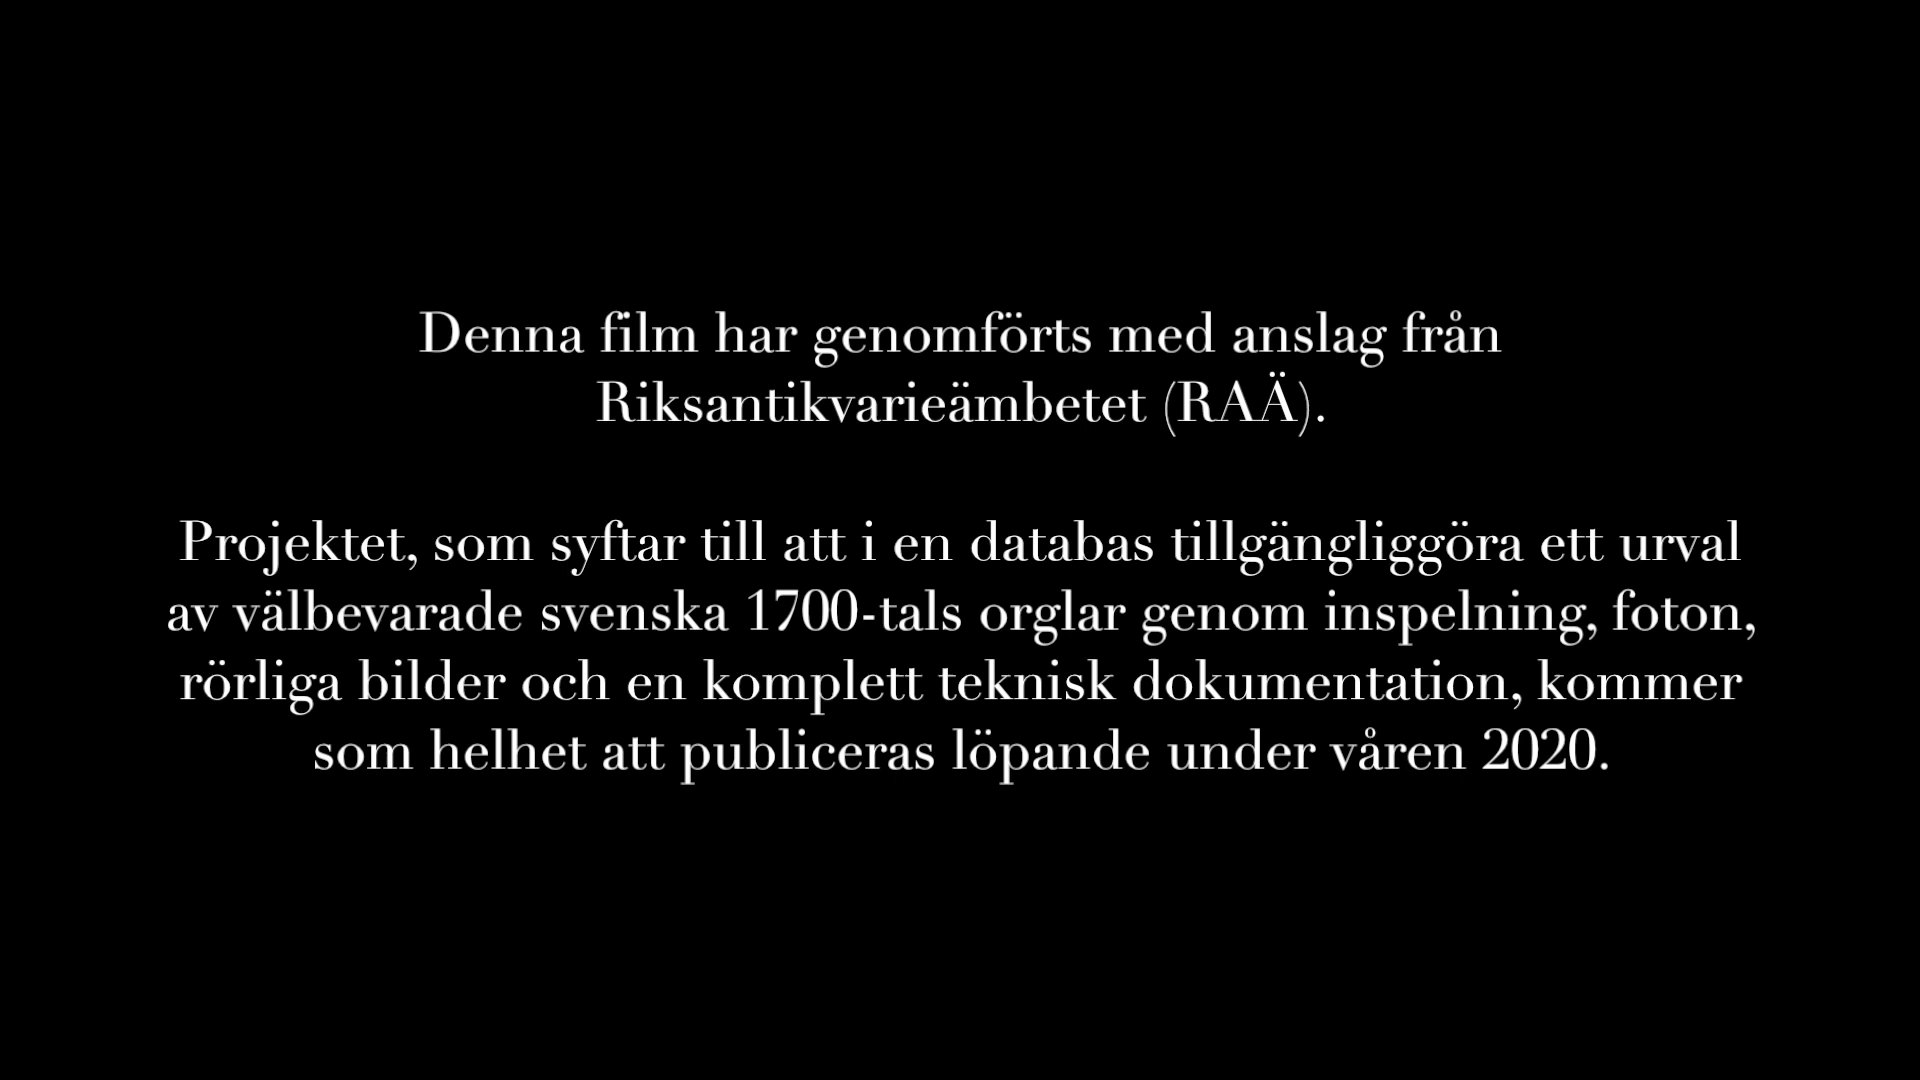 Denna film har genomförts med anslag från
Riksantikvarieämbetet (RAÄ).
Projektet, som syftar till att i en databas tillgängliggöra ett urval
av välbevarade svenska 1700-tals orglar genom inspelning, foton,
rörliga bilder och en komplett teknisk dokumentation, kommer
som helhet att publiceras löpande under våren 2020.